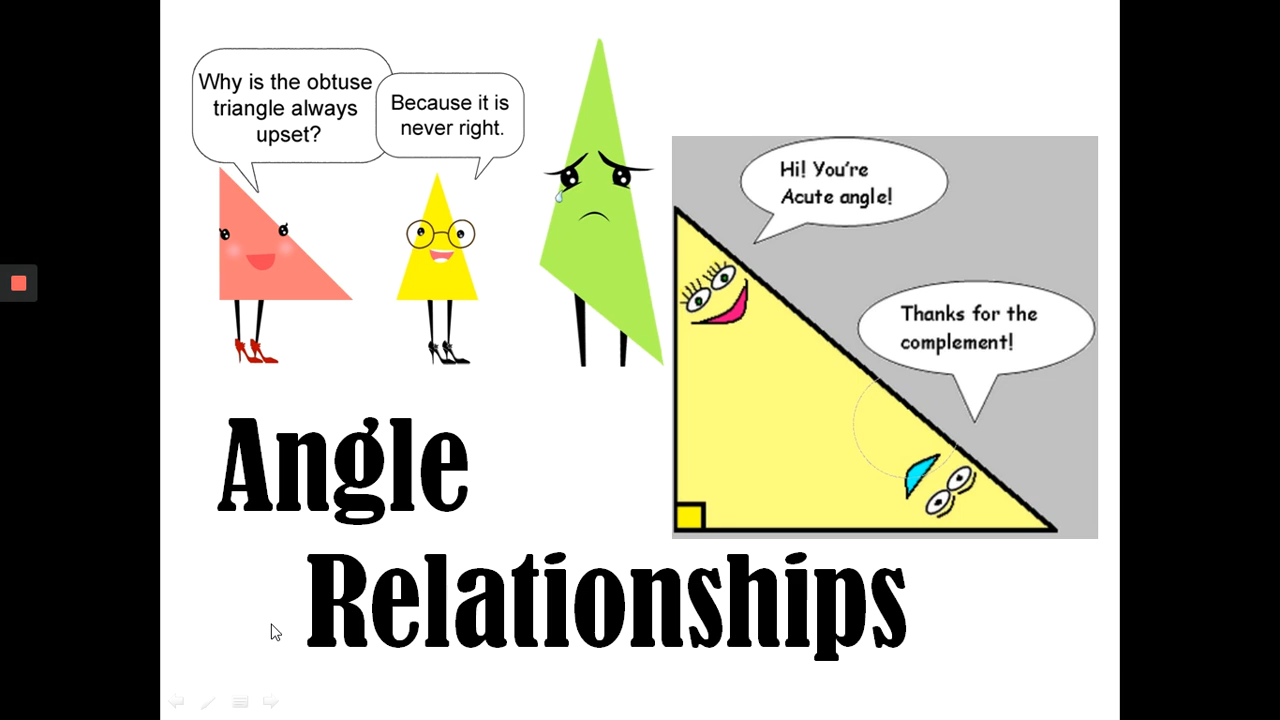 Why is the obtuse
triangle always
upset?
Because it is
never right.
Hi! You're
Acute angle!
Thanks for the
complement!
Angle
Relationships